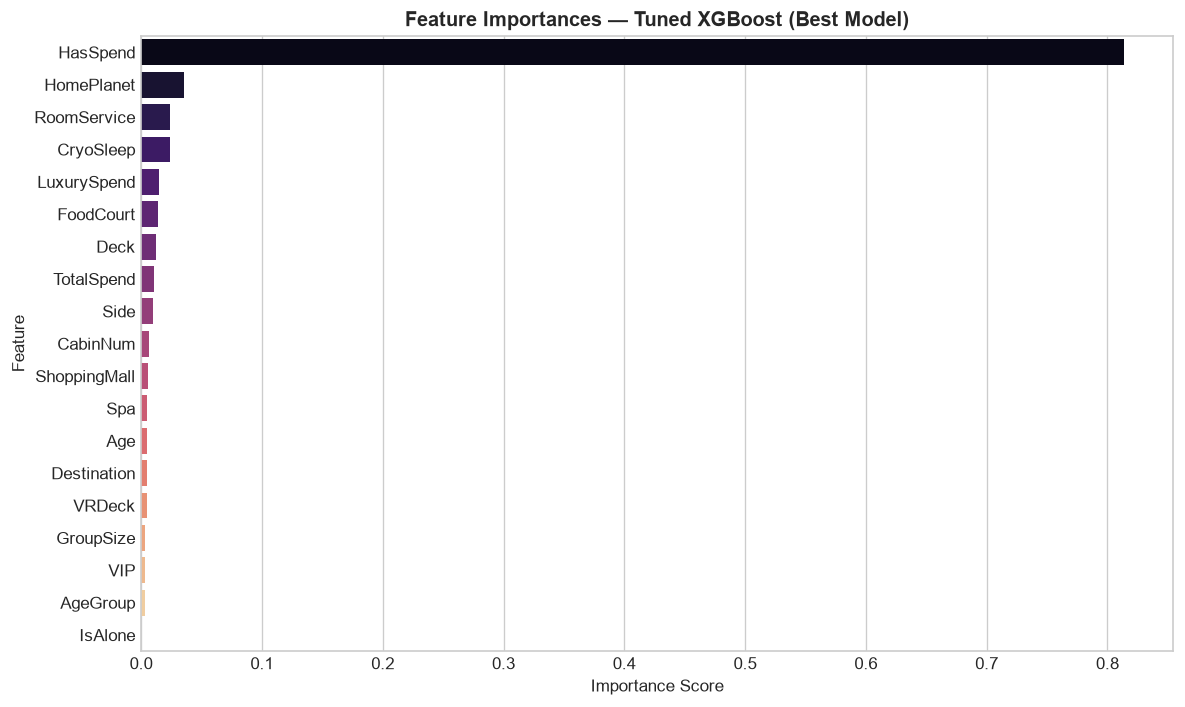 Feature Importances — Tuned XGBoost (Best Model)
HasSpend
HomePlanet
RoomService
CryoSleep
LuxurySpend
FoodCourt
Deck
TotalSpend
Side
CabinNum
ShoppingMall
Spa
Age
Destination
VRDeck
GroupSize
VIP
AgeGroup
IsAlone
Feature
0.0 0.1 0.2 0.3 0.4 0.5 0.6 0.7 0.8
Importance Score